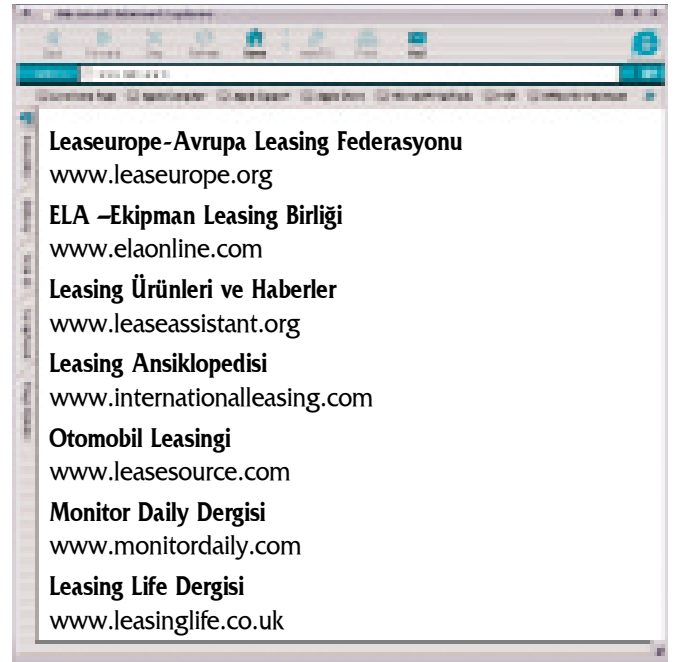 Leaseurope-Avrupa Leasing Federasyonu
www.leaseurope.org
ELA –Ekipman Leasing Birliği
www.elaonline.com
Leasing Ürünleri ve Haberler
www.leaseassistant.org
Leasing Ansiklopedisi
www.internationalleasing.com
Otomobil Leasingi
www.leasesource.com
Monitor Daily Dergisi
www.monitordaily.com
Leasing Life Dergisi
www.leasinglife.co.uk